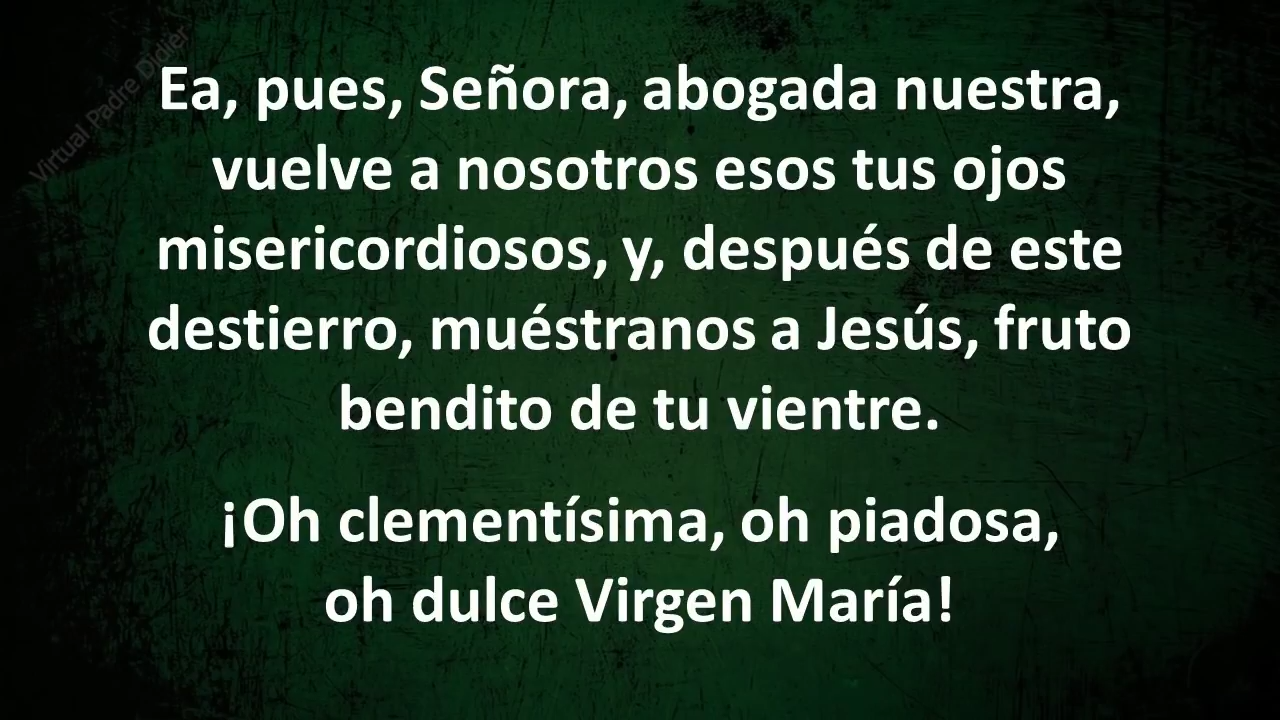 Virtual Padre Didier
Ea, pues, Señora, abogada nuestra,
vuelve a nosotros esos tus ojos
misericordiosos, y, después de este
destierro, muéstranos a Jesús, fruto
bendito de tu vientre.
¡Oh clementísima, oh piadosa,
oh dulce Virgen María!